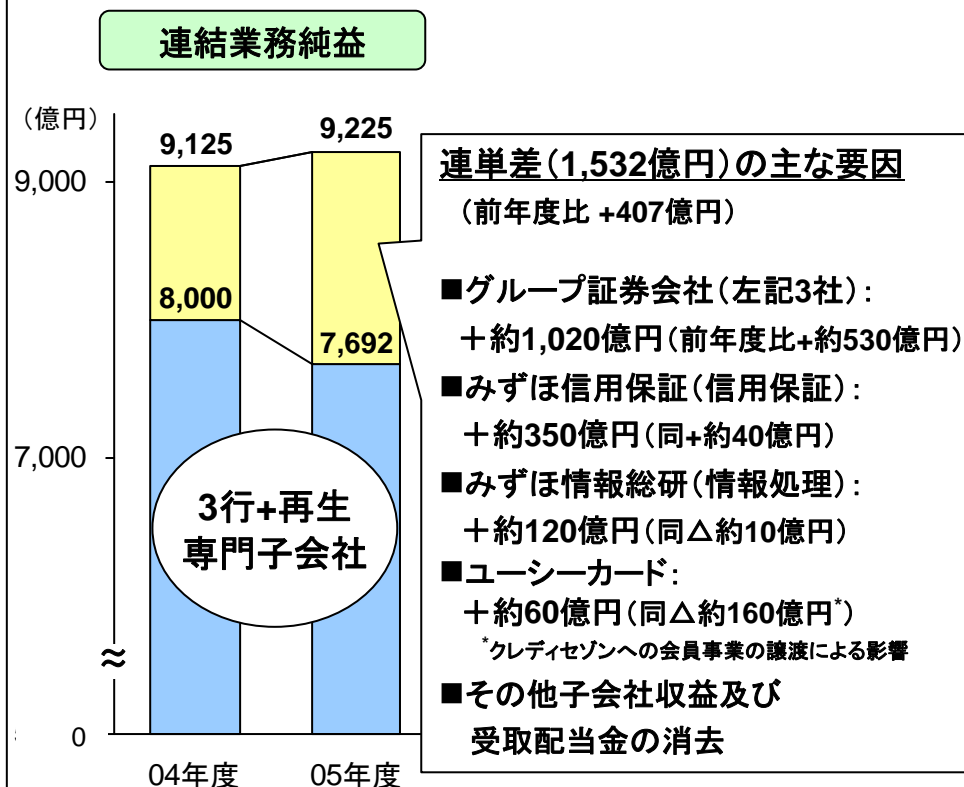 連結業務純益
（億円）
9,125
9,225
9,000
8,000
7,692
7,000
3行+再生
専門子会社
≈
0
04年度
05年度
連単差（1,532億円）の主な要因
（前年度比 +407億円）
■グループ証券会社（左記3社）：
＋約1,020億円（前年度比+約530億円）
■みずほ信用保証（信用保証）：
＋約350億円（同+約40億円）
■みずほ情報総研（情報処理）：
＋約120億円（同△約10億円）
■ユーシーカード：
＋約60億円（同△約160億円*）
*クレディセゾンへの会員事業の譲渡による影響
■その他子会社収益及び
受取配当金の消去